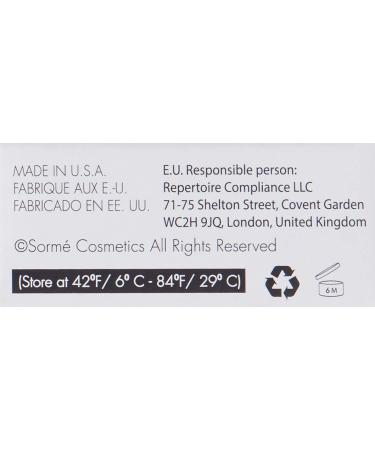 MADE IN U.S.A.
FABRIQUE AUX E.-U.
FABRICADO EN EE. UU.
E.U. Responsible person:
Repertoire Compliance LLC
71-75 Shelton Street, Covent Garden
WC2H 9JQ, London, United Kingdom
©Sormé Cosmetics All Rights Reserved
(Store at 42ºF/ 6º C - 84ºF/ 29º C)
6 M